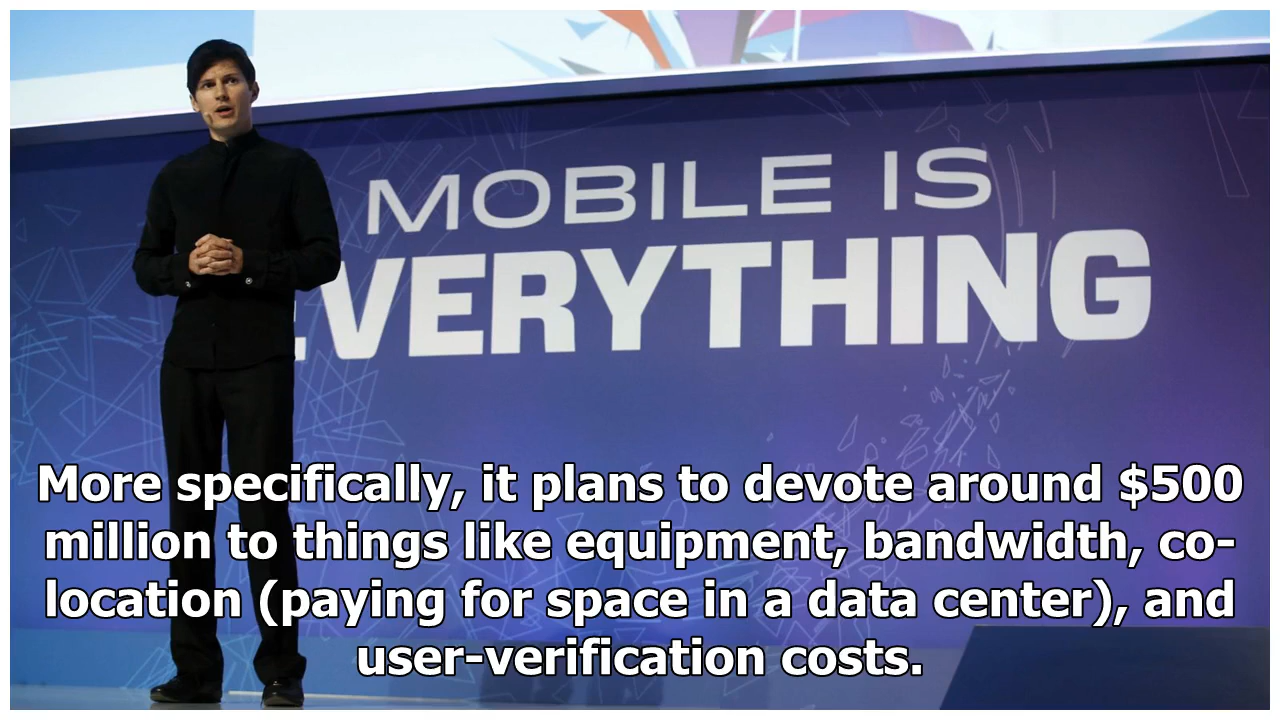 MOBILE IS
EVERYTHING
More specifically, it plans to devote around $500
million to things like equipment, bandwidth, co-
location (paying for space in a data center), and
user-verification costs.